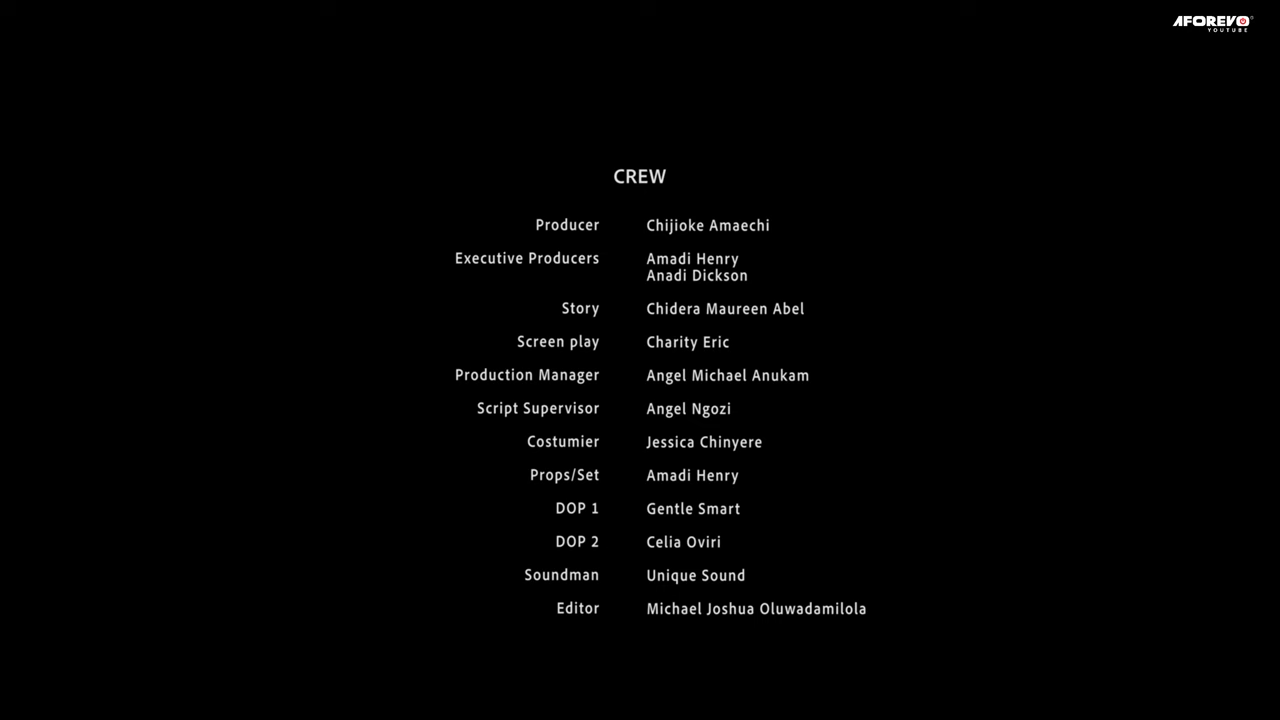 AFOREVO
YOUTUBE
CREW
Producer Chijioke Amaechi
Executive Producers Amadi Henry
Anadi Dickson
Story Chidera Maureen Abel
Screen play Charity Eric
Production Manager Angel Michael Anukam
Script Supervisor Angel Ngozi
Costumier Jessica Chinyere
Props/Set Amadi Henry
DOP 1 Gentle Smart
DOP 2 Celia Oviri
Soundman Unique Sound
Editor Michael Joshua Oluwadamilola